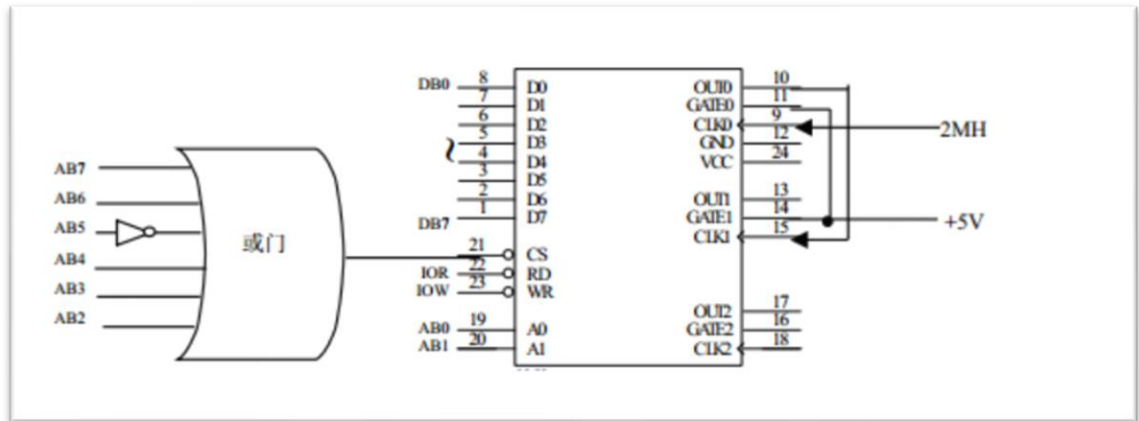 AB7
AB6
AB5
AB4
AB3
AB2
或门
DB0
DB7
IOR
IOW
AB0
AB1
8
7
6
5
4
3
2
1
21
22
23
19
20
D0
D1
D2
D3
D4
D5
D6
D7
CS
RD
WR
A0
A1
OUT0
GATE0
CLK0
GND
VCC
OUT1
GATE1
CLK1
OUT2
GATE2
CLK2
10
11
9
12
24
13
14
15
17
16
18
2MH
+5V